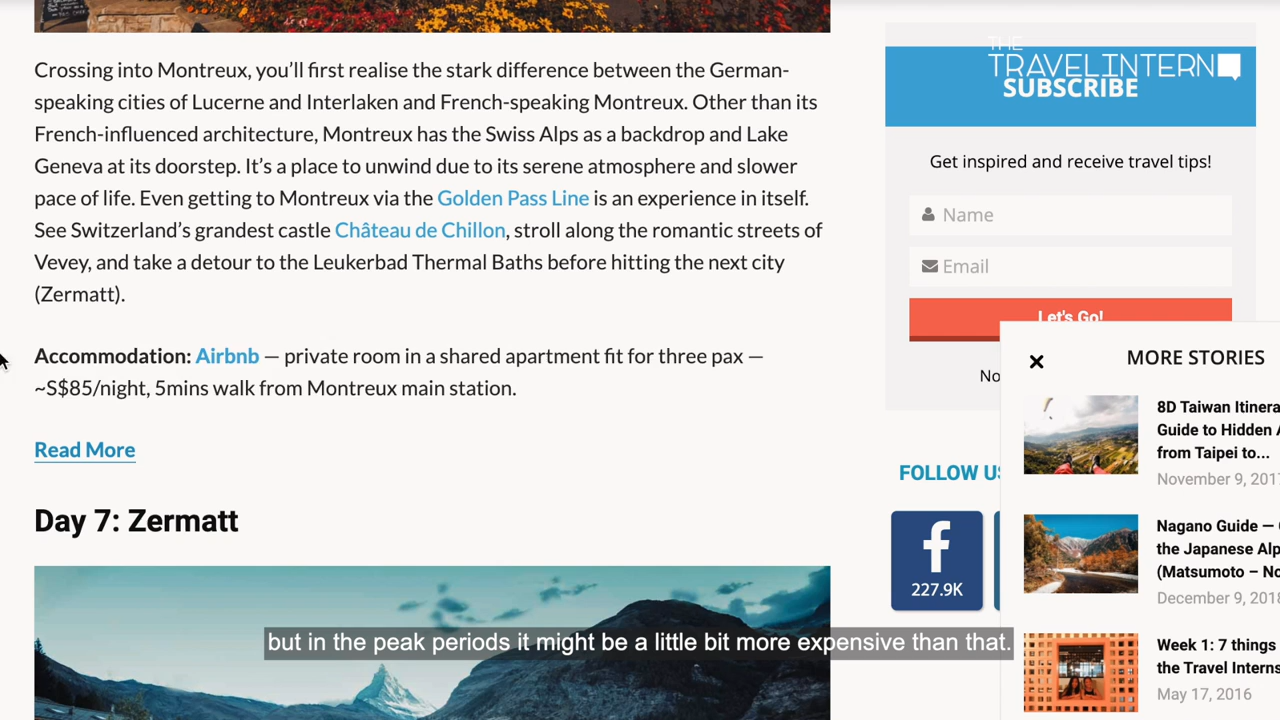 Crossing into Montreux, you'll first realise the stark difference between the German-
speaking cities of Lucerne and Interlaken and French-speaking Montreux. Other than its
French-influenced architecture, Montreux has the Swiss Alps as a backdrop and Lake
Geneva at its doorstep. It's a place to unwind due to its serene atmosphere and slower
pace of life. Even getting to Montreux via the Golden Pass Line is an experience in itself.
See Switzerland's grandest castle Château de Chillon, stroll along the romantic streets of
Vevey, and take a detour to the Leukerbad Thermal Baths before hitting the next city
(Zermatt).
Accommodation: Airbnb — private room in a shared apartment fit for three pax —
~S$85/night, 5mins walk from Montreux main station.
Read More
Day 7: Zermatt
but in the peak periods it might be a little bit more expensive than that.
THE
TRAVELINTERN
SUBSCRIBE
Get inspired and receive travel tips!
Name
Email
Let's Go!
No
FOLLOW US
227.9K
MORE STORIES
8D Taiwan Itinera
Guide to Hidden A
from Taipei to...
November 9, 2017
Nagano Guide —
the Japanese Alp
(Matsumoto – No
December 9, 2018
Week 1: 7 things
the Travel Interns
May 17, 2016